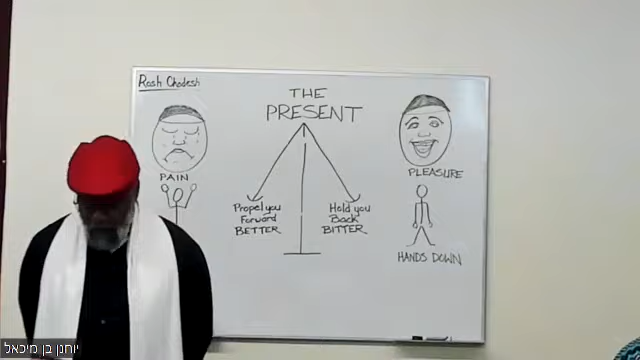 Rosh Chodesh
THE
PRESENT
PAIN
PLEASURE
Propel you
Forward
BETTER
Hold you
Back
BITTER
HANDS DOWN
יוחנן בן מיכאל